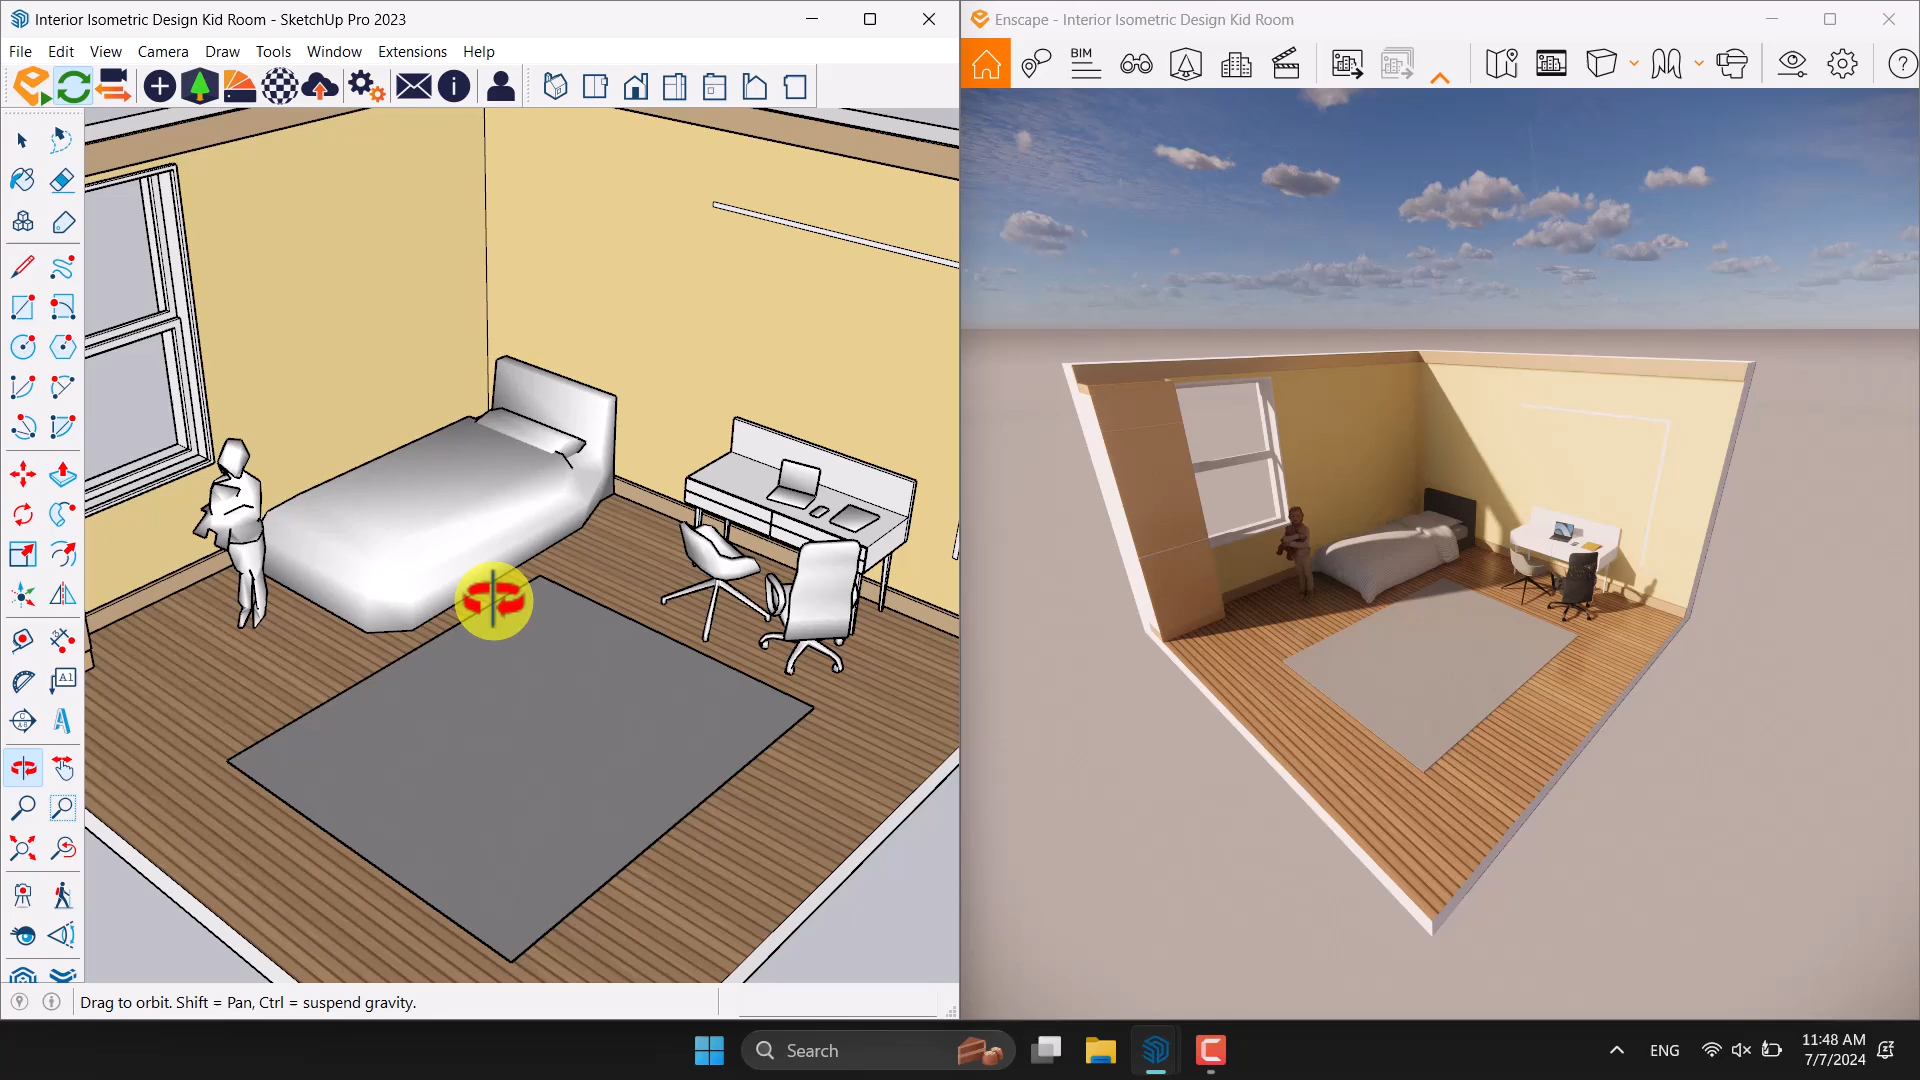 Interior Isometric Design Kid Room - SketchUp Pro 2023
File Edit View Camera Draw Tools Window Extensions Help
A1
A
Drag to orbit. Shift = Pan, Ctrl = suspend gravity.
Enscape - Interior Isometric Design Kid Room
BIM
?
Search
ENG
11:48 AM
7/7/2024